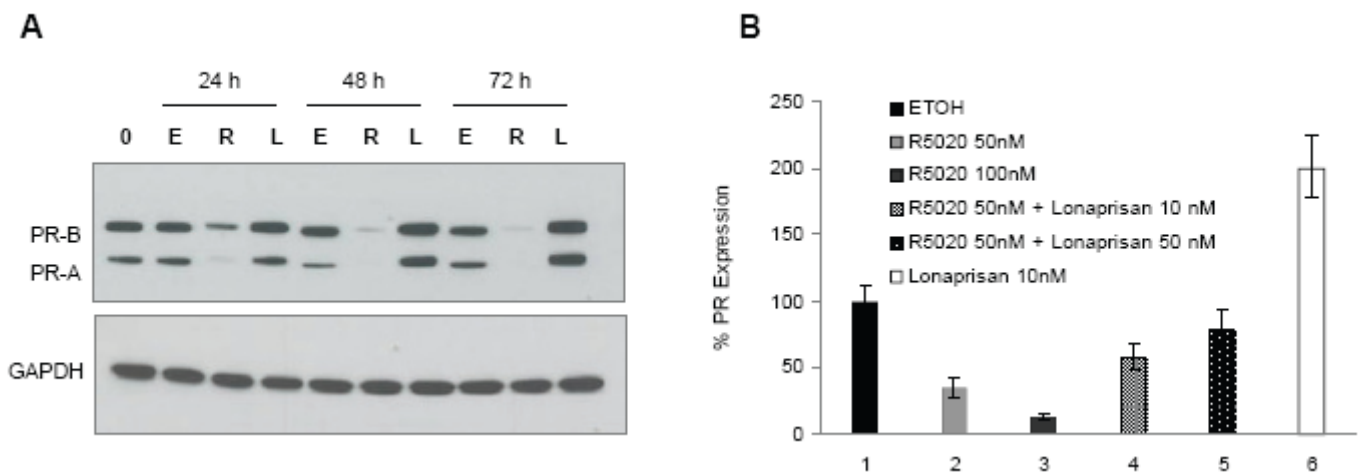 A
24 h 48 h 72 h
0 E R L E R L E R L
PR-B
PR-A
GAPDH
B
% PR Expression
250
200
150
100
50
0
ETOH
R5020 50nM
R5020 100nM
R5020 50nM + Lonaprisan 10 nM
R5020 50nM + Lonaprisan 50 nM
Lonaprisan 10nM
1 2 3 4 5 6